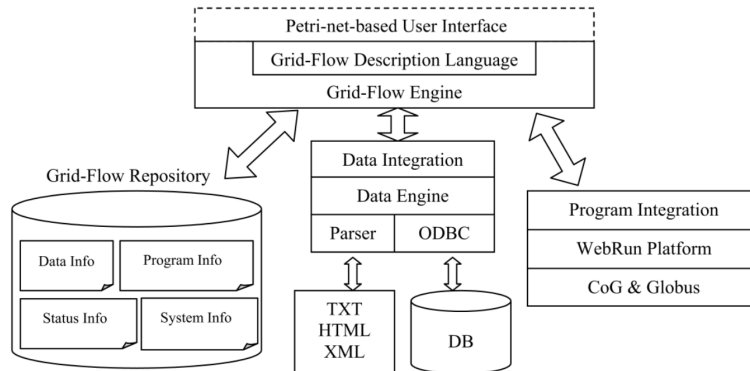 Petri-net-based User Interface
Grid-Flow Description Language
Grid-Flow Engine
Grid-Flow Repository
Data Info
Program Info
Status Info
System Info
Data Integration
Data Engine
Parser
ODBC
TXT
HTML
XML
DB
Program Integration
WebRun Platform
CoG & Globus